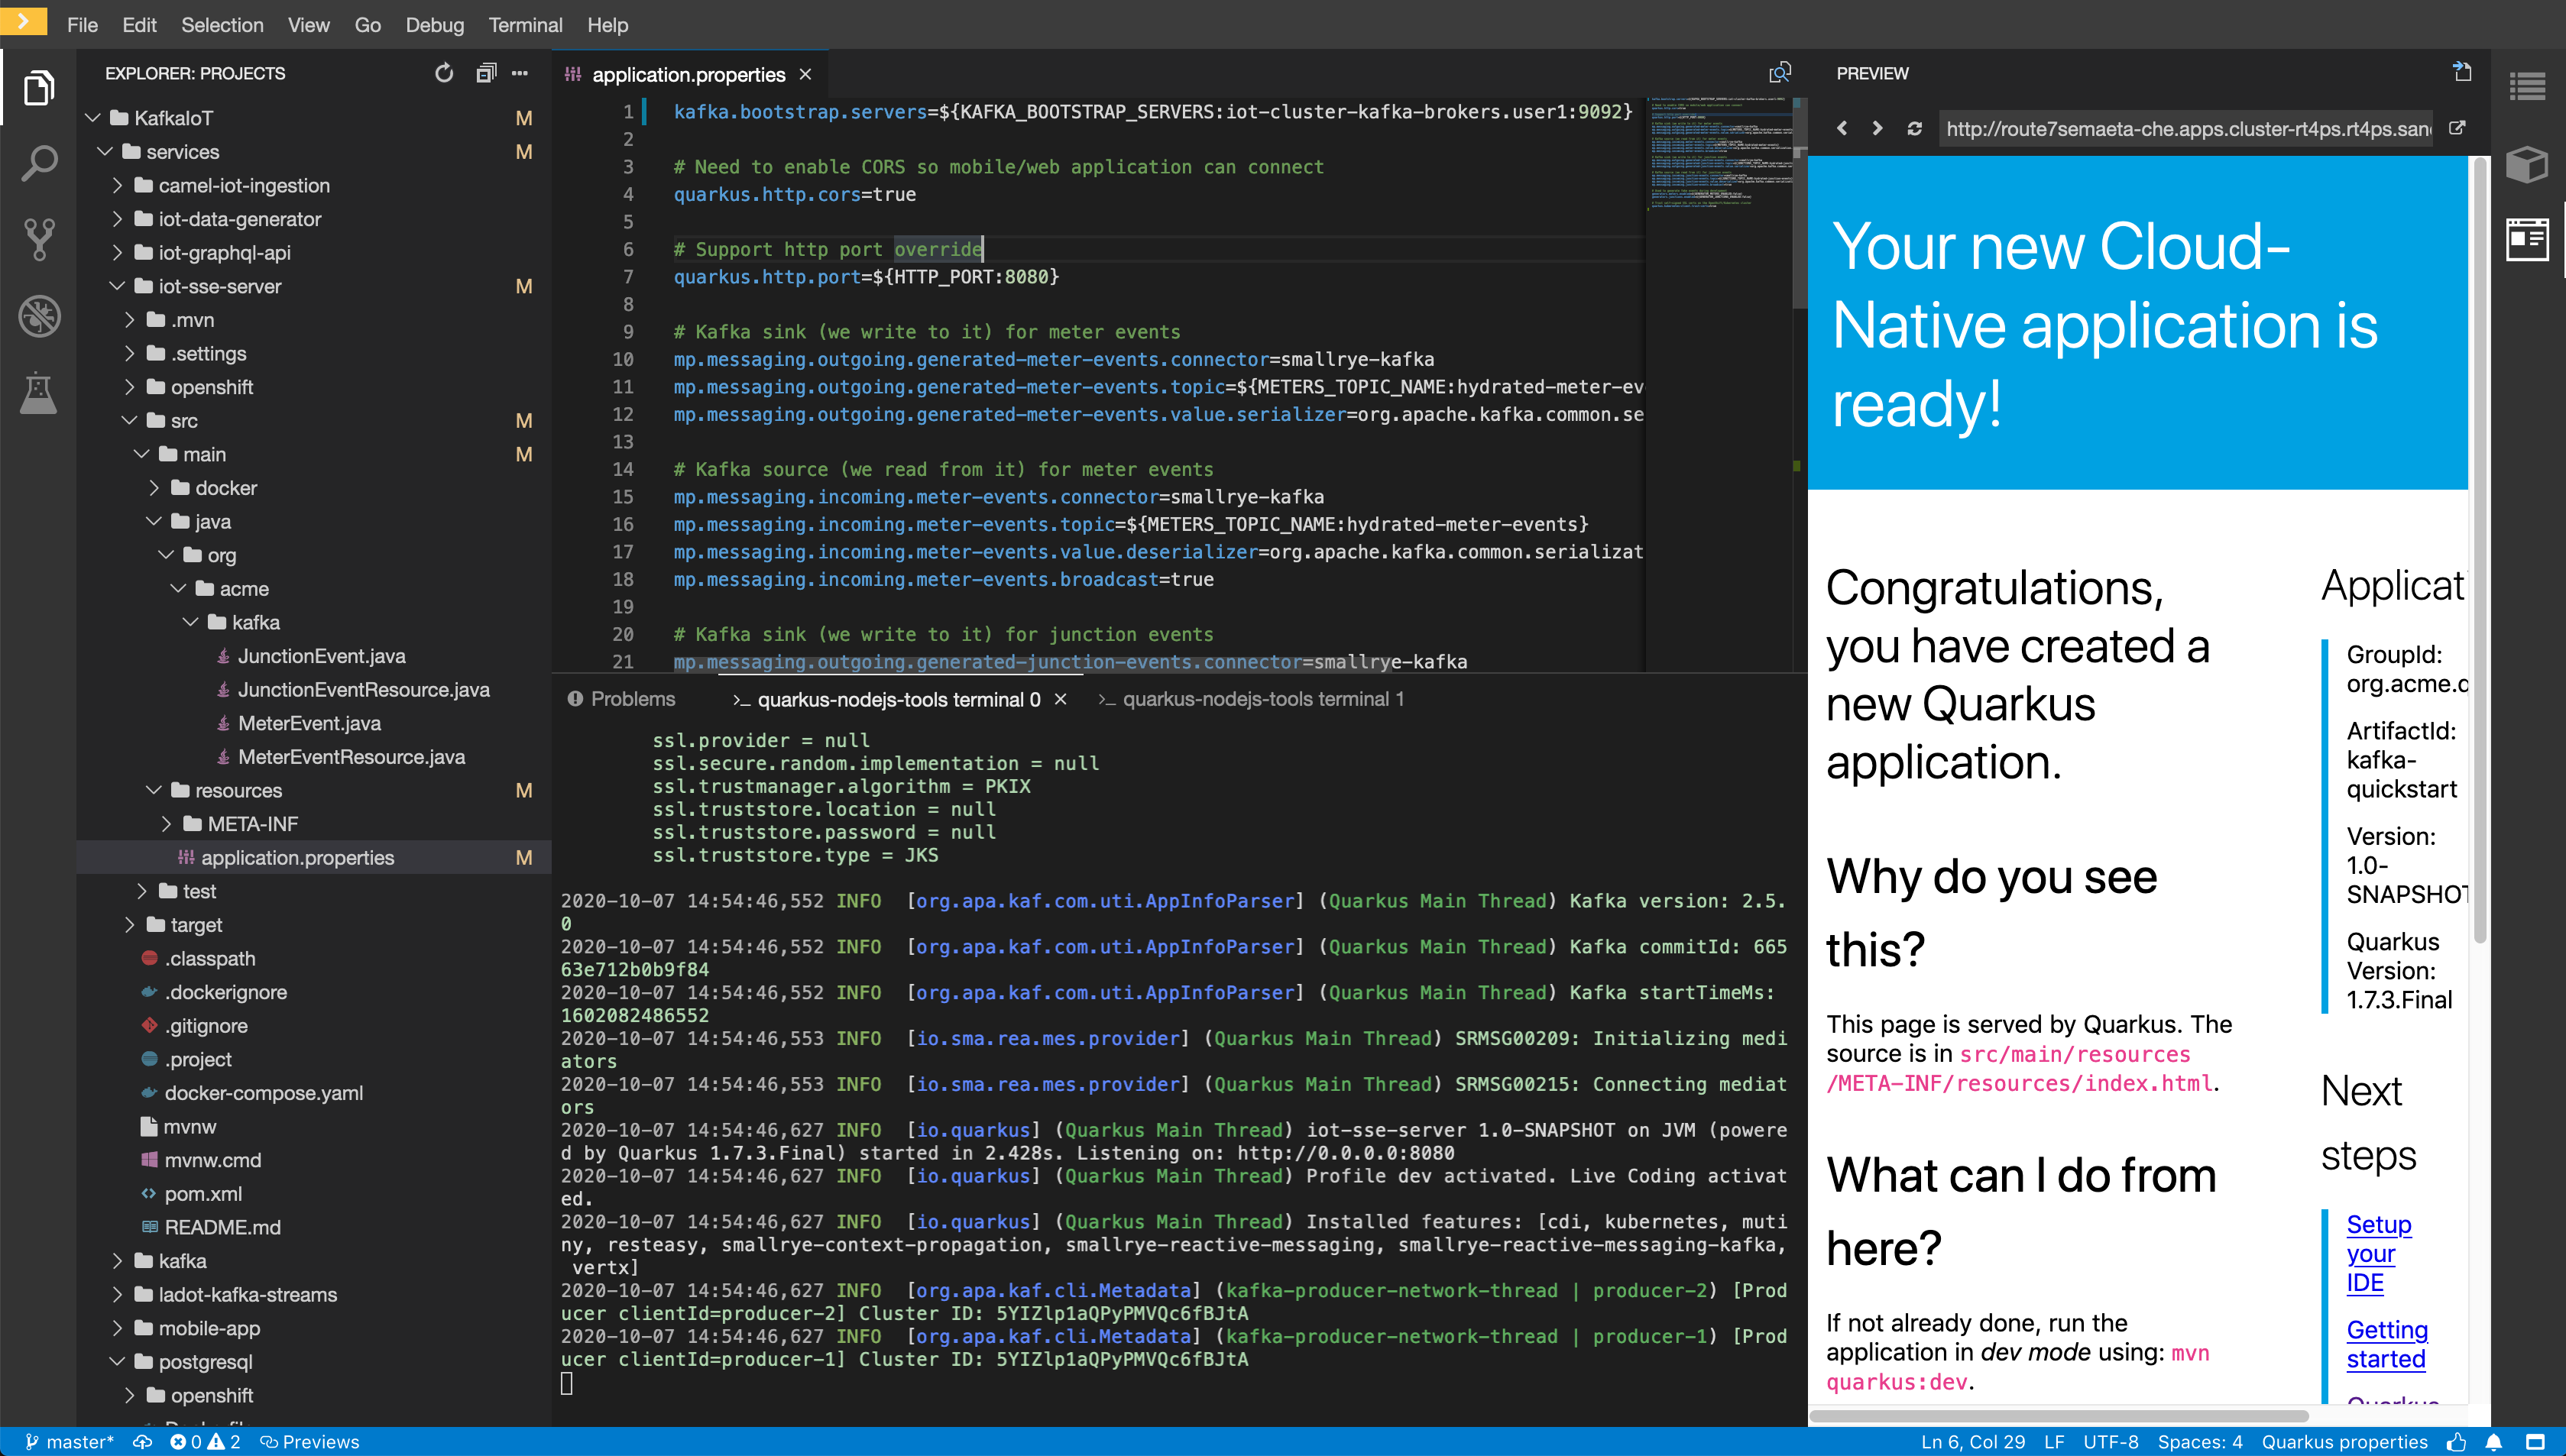 File Edit Selection View Go Debug Terminal Help
EXPLORER: PROJECTS
KafkaIoT M
services M
camel-iot-ingestion
iot-data-generator
iot-graphql-api
iot-sse-server M
.mvn
.settings
openshift
src M
main M
docker
java
org
acme
kafka
JunctionEvent.java
JunctionEventResource.java
MeterEvent.java
MeterEventResource.java
resources M
META-INF
application.properties M
test
target
.classpath
.dockerignore
.gitignore
.project
docker-compose.yaml
mvnw
mvnw.cmd
pom.xml
README.md
kafka
ladot-kafka-streams
mobile-app
postgresql
openshift
application.properties
1 kafka.bootstrap.servers=${KAFKA_BOOTSTRAP_SERVERS:iot-cluster-kafka-brokers.user1:9092}
2
3 # Need to enable CORS so mobile/web application can connect
4 quarkus.http.cors=true
5
6 # Support http port override
7 quarkus.http.port=${HTTP_PORT:8080}
8
9 # Kafka sink (we write to it) for meter events
10 mp.messaging.outgoing.generated-meter-events.connector=smallrye-kafka
11 mp.messaging.outgoing.generated-meter-events.topic=${METERS_TOPIC_NAME:hydrated-meter-ev
12 mp.messaging.outgoing.generated-meter-events.value.serializer=org.apache.kafka.common.se
13
14 # Kafka source (we read from it) for meter events
15 mp.messaging.incoming.meter-events.connector=smallrye-kafka
16 mp.messaging.incoming.meter-events.topic=${METERS_TOPIC_NAME:hydrated-meter-events}
17 mp.messaging.incoming.meter-events.value.deserializer=org.apache.kafka.common.serializat
18 mp.messaging.incoming.meter-events.broadcast=true
19
20 # Kafka sink (we write to it) for junction events
21 mp.messaging.outgoing.generated-junction-events.connector=smallrye-kafka
Problems >_ quarkus-nodejs-tools terminal 0 >_ quarkus-nodejs-tools terminal 1
ssl.provider = null
ssl.secure.random.implementation = null
ssl.trustmanager.algorithm = PKIX
ssl.truststore.location = null
ssl.truststore.password = null
ssl.truststore.type = JKS
2020-10-07 14:54:46,552 INFO [org.apa.kaf.com.uti.AppInfoParser] (Quarkus Main Thread) Kafka version: 2.5.
0
2020-10-07 14:54:46,552 INFO [org.apa.kaf.com.uti.AppInfoParser] (Quarkus Main Thread) Kafka commitId: 665
63e712b0b9f84
2020-10-07 14:54:46,552 INFO [org.apa.kaf.com.uti.AppInfoParser] (Quarkus Main Thread) Kafka startTimeMs:
1602082486552
2020-10-07 14:54:46,553 INFO [io.sma.rea.mes.provider] (Quarkus Main Thread) SRMSG00209: Initializing medi
ators
2020-10-07 14:54:46,553 INFO [io.sma.rea.mes.provider] (Quarkus Main Thread) SRMSG00215: Connecting mediat
ors
2020-10-07 14:54:46,627 INFO [io.quarkus] (Quarkus Main Thread) iot-sse-server 1.0-SNAPSHOT on JVM (powere
d by Quarkus 1.7.3.Final) started in 2.428s. Listening on: http://0.0.0.0:8080
2020-10-07 14:54:46,627 INFO [io.quarkus] (Quarkus Main Thread) Profile dev activated. Live Coding activat
ed.
2020-10-07 14:54:46,627 INFO [io.quarkus] (Quarkus Main Thread) Installed features: [cdi, kubernetes, muti
ny, resteasy, smallrye-context-propagation, smallrye-reactive-messaging, smallrye-reactive-messaging-kafka,
vertx]
2020-10-07 14:54:46,627 INFO [org.apa.kaf.cli.Metadata] (kafka-producer-network-thread | producer-2) [Prod
ucer clientId=producer-2] Cluster ID: 5YIZlp1aQPyPMVQc6fBJtA
2020-10-07 14:54:46,627 INFO [org.apa.kaf.cli.Metadata] (kafka-producer-network-thread | producer-1) [Prod
ucer clientId=producer-1] Cluster ID: 5YIZlp1aQPyPMVQc6fBJtA
PREVIEW
http://route7semaeta-che.apps.cluster-rt4ps.rt4ps.san
Your new Cloud-
Native application is
ready!
Congratulations,
you have created a
new Quarkus
application.
Why do you see
this?
This page is served by Quarkus. The
source is in src/main/resources
/META-INF/resources/index.html.
What can I do from
here?
If not already done, run the
application in dev mode using: mvn
quarkus:dev.
Applicat
GroupId:
org.acme.q
ArtifactId:
kafka-
quickstart
Version:
1.0-
SNAPSHOT
Quarkus
Version:
1.7.3.Final
Next
steps
Setup
your
IDE
Getting
started
Quarkus
master* 0 2 Previews
Ln 6, Col 29 LF UTF-8 Spaces: 4 Quarkus properties